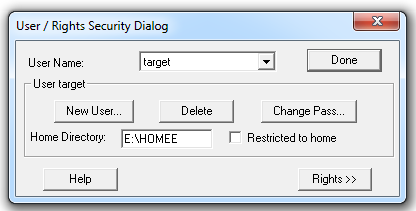 User / Rights Security Dialog
User Name: target Done
User target
New User... Delete Change Pass...
Home Directory: E:\HOMEE Restricted to home
Help Rights >>